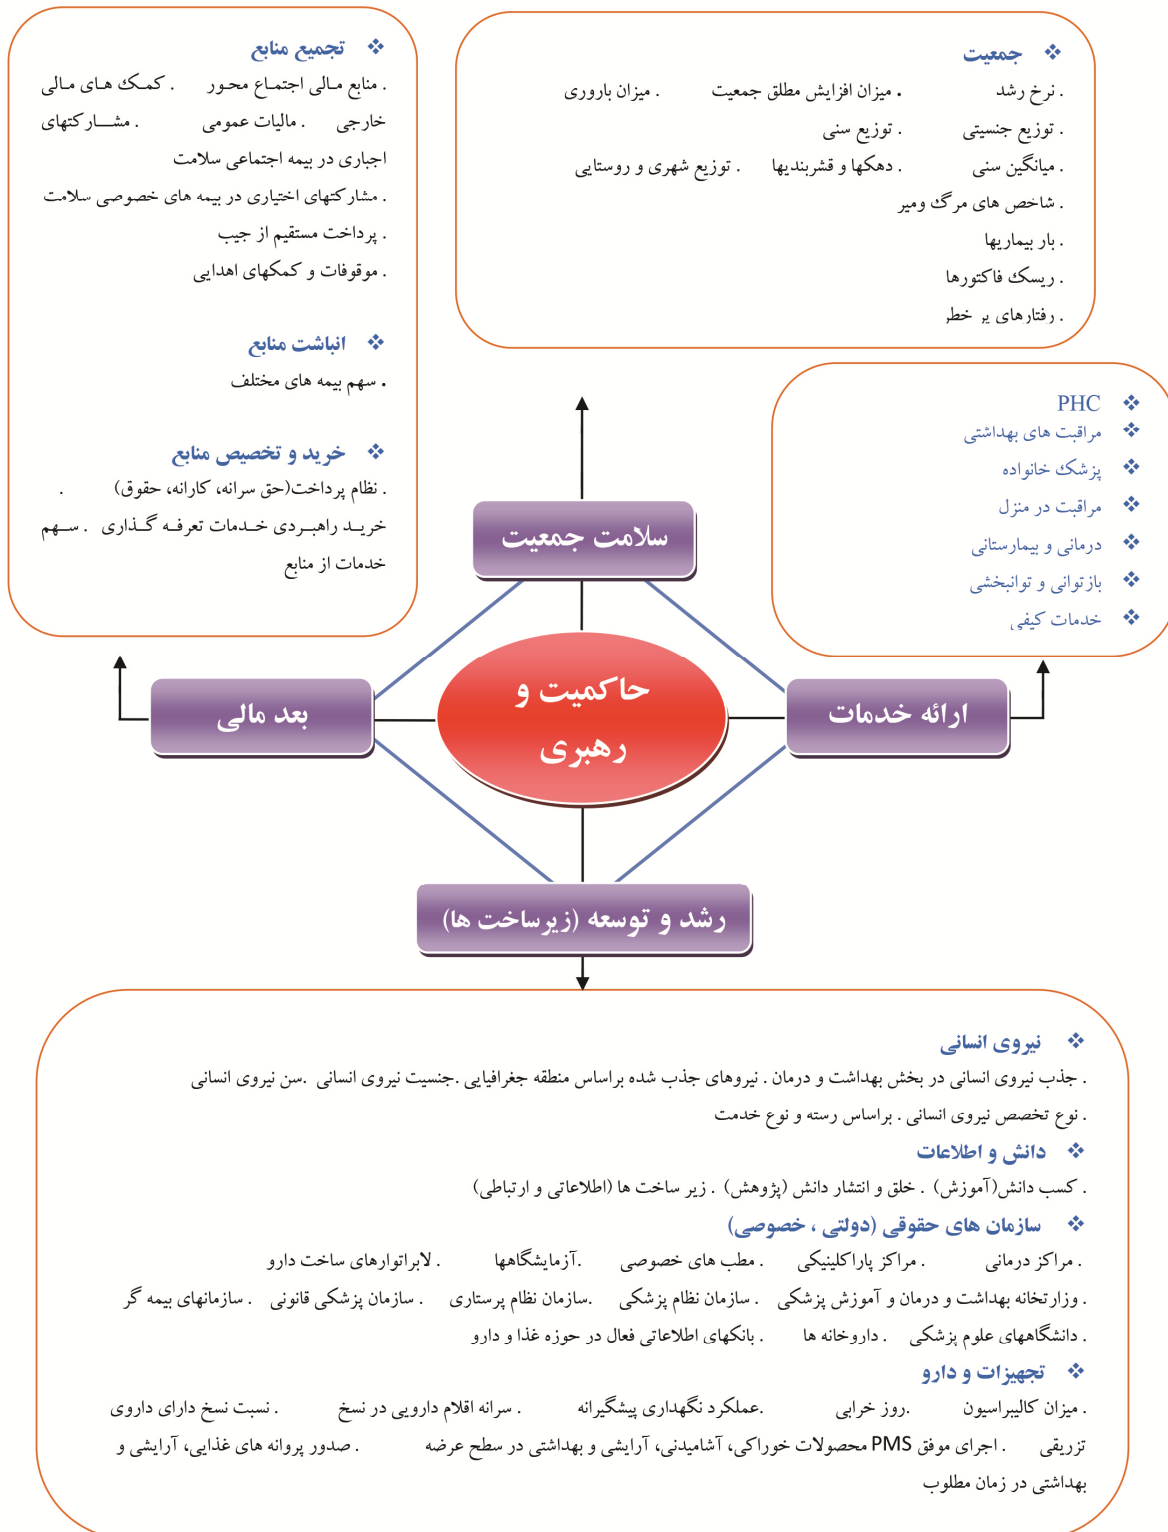 ❖ جمعیت
. نرخ رشد . میزان افزایش مطلق جمعیت . میزان باروری
. توزیع جنسیتی . توزیع سنی
. میانگین سنی . دهکها و قشربندیها . توزیع شهری و روستایی
. شاخص های مرگ ومیر
. بار بیماریها
. ریسک فاکتورها
. رفتارهای پر خطر
❖ تجمیع منابع
. منابع مالی اجتماع محور . کمک های مالی
خارجی . مالیات عمومی . مشارکتهای
اجباری در بیمه اجتماعی سلامت
. مشارکتهای اختیاری در بیمه های خصوصی سلامت
. پرداخت مستقیم از جیب
. موقوفات و کمکهای اهدایی
❖ انباشت منابع
. سهم بیمه های مختلف
❖ خرید و تخصیص منابع
. نظام پرداخت(حق سرانه، کارانه، حقوق) .
خرید راهبردی خدمات تعرفه گذاری . سهم
خدمات از منابع
❖ PHC
❖ مراقبت های بهداشتی
❖ پزشک خانواده
❖ مراقبت در منزل
❖ درمانی و بیمارستانی
❖ بازتوانی و توانبخشی
❖ خدمات کیفی
سلامت جمعیت
ارائه خدمات
حاکمیت و
رهبری
بعد مالی
رشد و توسعه (زیرساخت ها)
❖ نیروی انسانی
. جذب نیروی انسانی در بخش بهداشت و درمان . نیروهای جذب شده براساس منطقه جغرافیایی .جنسیت نیروی انسانی .سن نیروی انسانی
. نوع تخصص نیروی انسانی . براساس رسته و نوع خدمت
❖ دانش و اطلاعات
. کسب دانش(آموزش) . خلق و انتشار دانش (پژوهش) . زیر ساخت ها (اطلاعاتی و ارتباطی)
❖ سازمان های حقوقی (دولتی ، خصوصی)
. مراکز درمانی . مراکز پاراکلینیکی . مطب های خصوصی .آزمایشگاهها . لابراتوارهای ساخت دارو
. وزارتخانه بهداشت و درمان و آموزش پزشکی . سازمان نظام پزشکی .سازمان نظام پرستاری . سازمان پزشکی قانونی . سازمانهای بیمه گر
. دانشگاههای علوم پزشکی . داروخانه ها . بانکهای اطلاعاتی فعال در حوزه غذا و دارو
❖ تجهیزات و دارو
. میزان کالیبراسیون .روز خرابی .عملکرد نگهداری پیشگیرانه . سرانه اقلام دارویی در نسخ . نسبت نسخ دارای داروی
تزریقی . اجرای موفق PMS محصولات خوراکی، آشامیدنی، آرایشی و بهداشتی در سطح عرضه . صدور پروانه های غذایی، آرایشی و
بهداشتی در زمان مطلوب